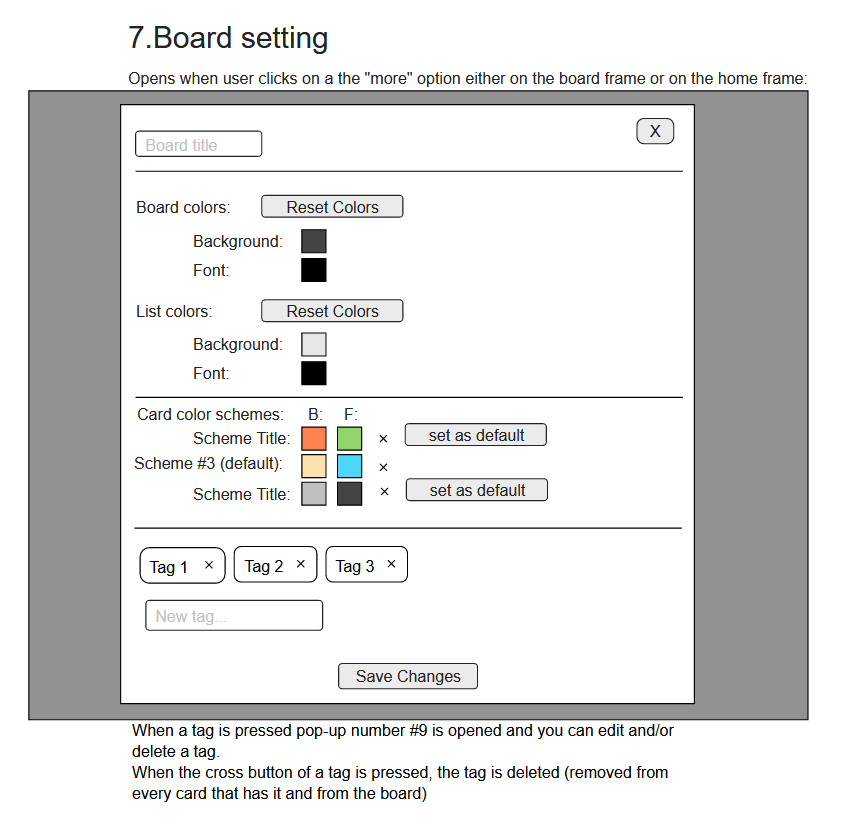 7.Board setting
Opens when user clicks on a the "more" option either on the board frame or on the home frame:
Board title
X
Board colors:
Reset Colors
Background:
Font:
List colors:
Reset Colors
Background:
Font:
Card color schemes: B: F:
Scheme Title: × set as default
Scheme #3 (default): ×
Scheme Title: × set as default
Tag 1 × Tag 2 × Tag 3 ×
New tag...
Save Changes
When a tag is pressed pop-up number #9 is opened and you can edit and/or
delete a tag.
When the cross button of a tag is pressed, the tag is deleted (removed from
every card that has it and from the board)